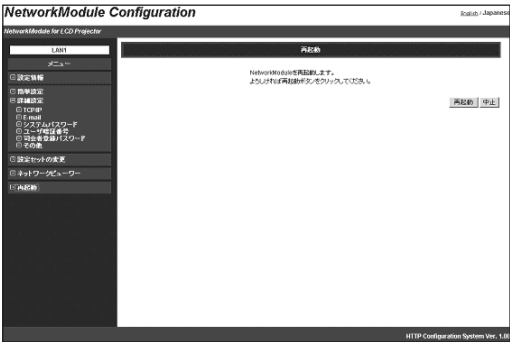 NetworkModule Configuration
English / Japanese
NetworkModule for LCD Projector
LAN1
メニュー
設定情報
簡単設定
詳細設定
TCP/IP
E-mail
システムパスワード
ユーザ暗証番号
司会者登録パスワード
その他
設定セットの変更
ネットワークビューワー
再起動
再起動
NetworkModuleを再起動します。
よろしければ再起動ボタンをクリックしてください。
再起動 中止
HTTP Configuration System Ver. 1.00